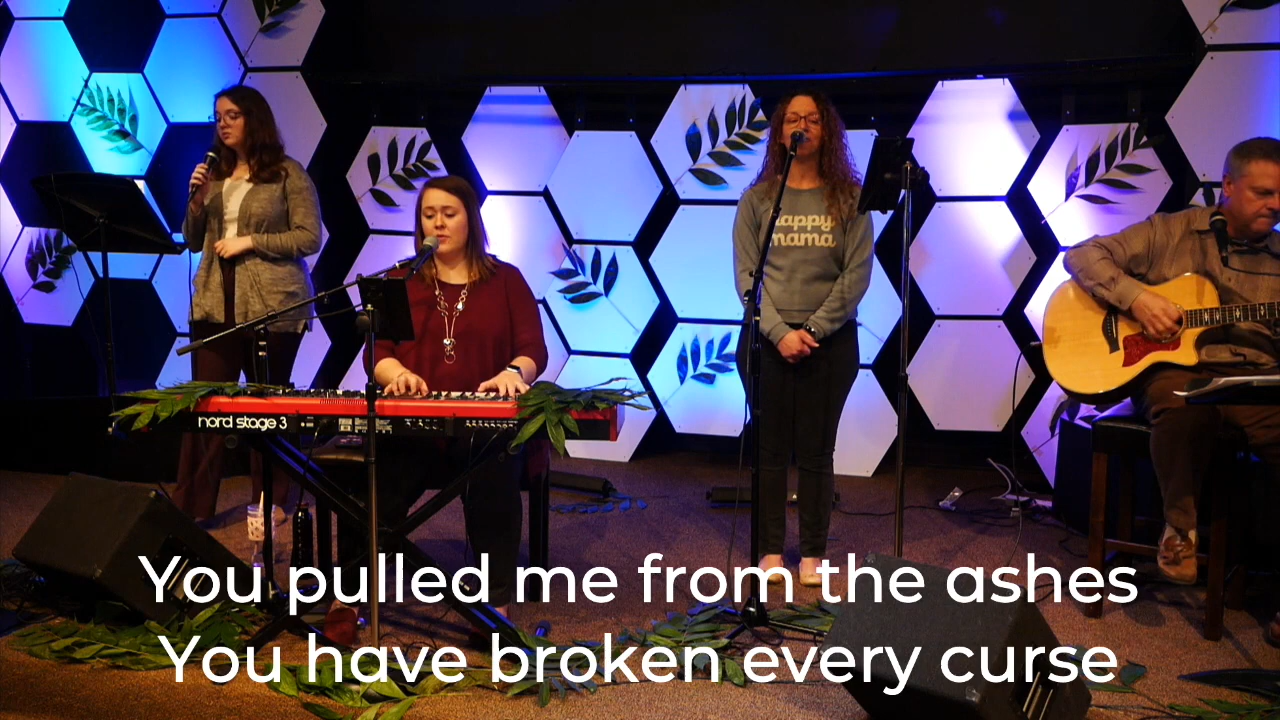 happy
mama
nord stage 3
You pulled me from the ashes
You have broken every curse